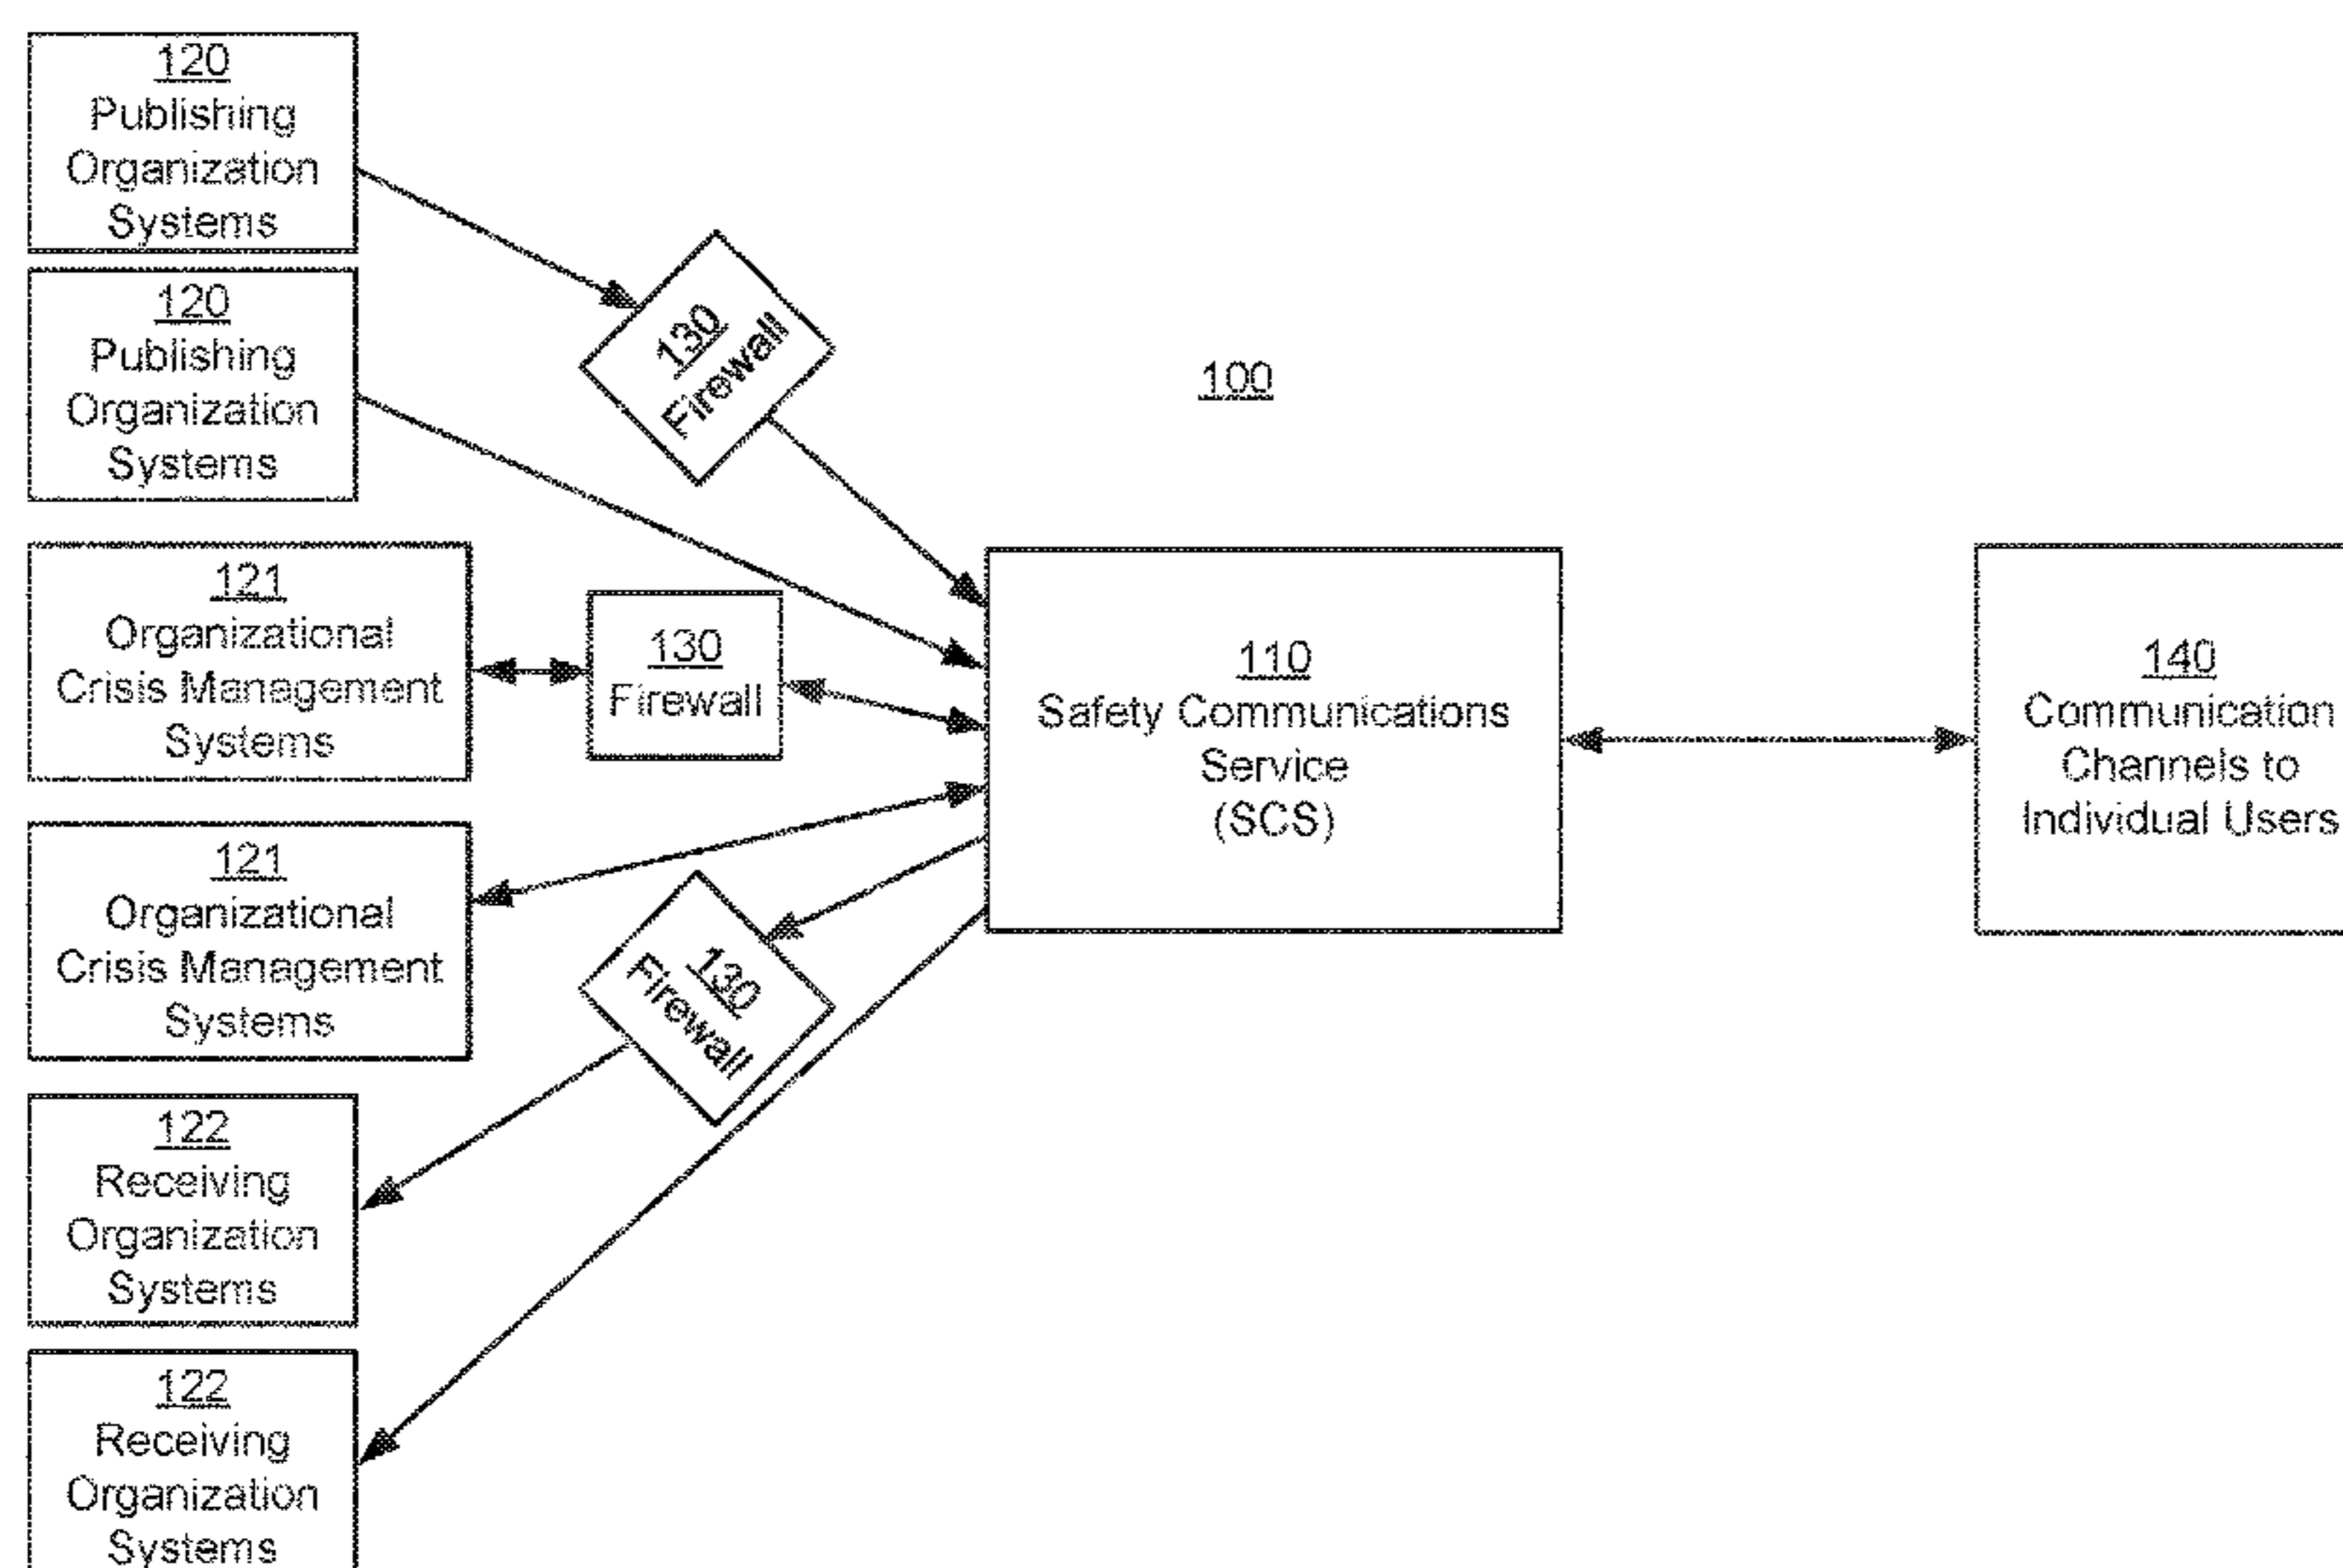 120
Publishing
Organization
Systems
120
Publishing
Organization
Systems
130
Firewall
100
121
Organizational
Crisis Management
Systems
130
Firewall
110
Safety Communications
Service
(SCS)
140
Communication
Channels to
Individual Users
121
Organizational
Crisis Management
Systems
130
Firewall
122
Receiving
Organization
Systems
122
Receiving
Organization
Systems